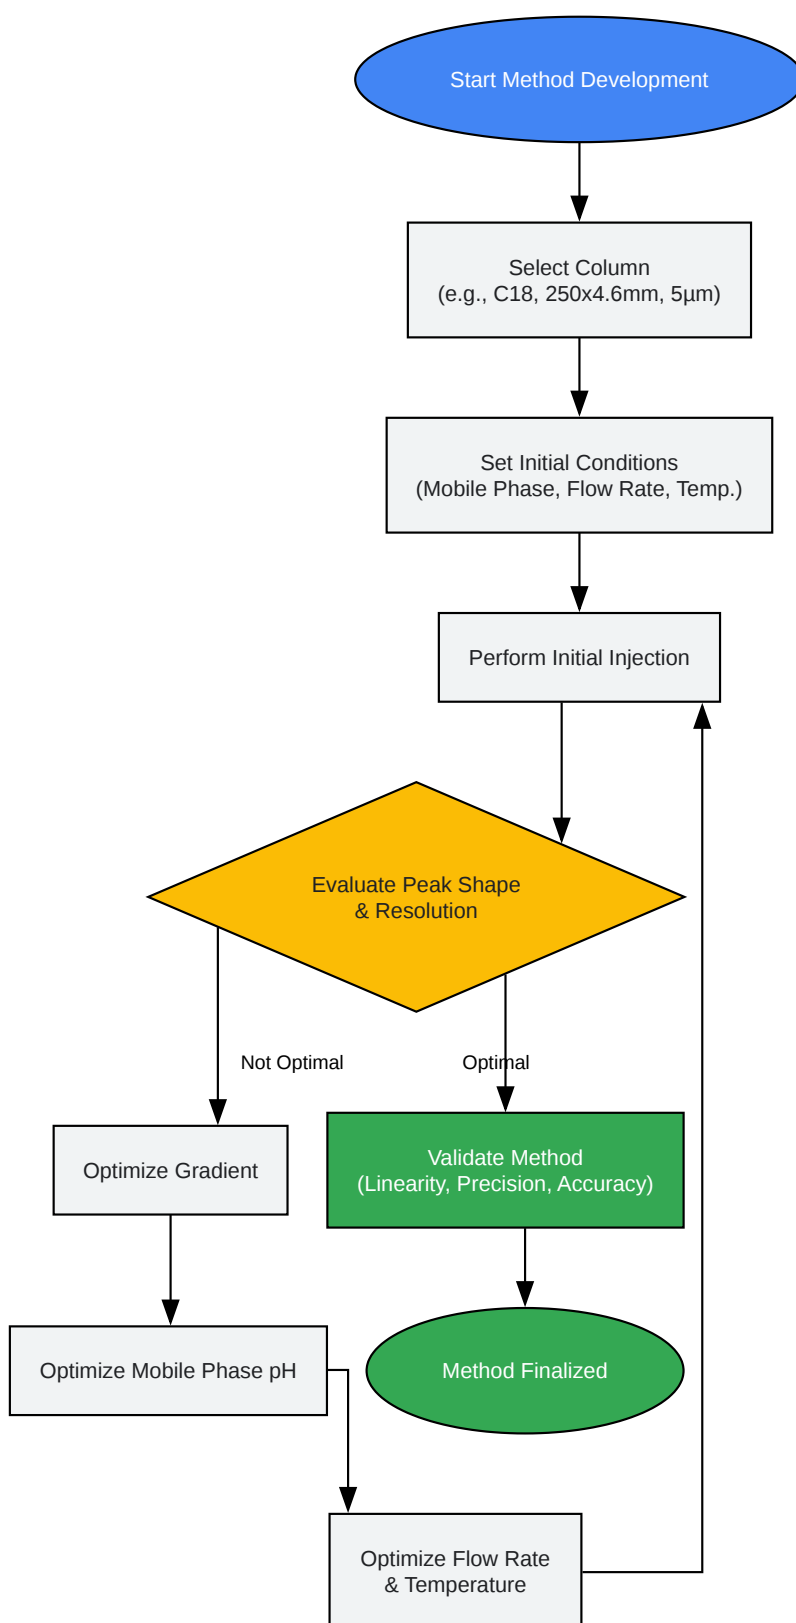 Start Method Development
Select Column
(e.g., C18, 250x4.6mm, 5µm)
Set Initial Conditions
(Mobile Phase, Flow Rate, Temp.)
Perform Initial Injection
Evaluate Peak Shape
& Resolution
Not Optimal
Optimal
Optimize Gradient
Validate Method
(Linearity, Precision, Accuracy)
Optimize Mobile Phase pH
Method Finalized
Optimize Flow Rate
& Temperature